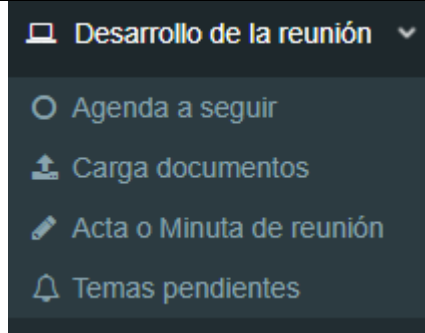 Desarrollo de la reunión
Agenda a seguir
Carga documentos
Acta o Minuta de reunión
Temas pendientes